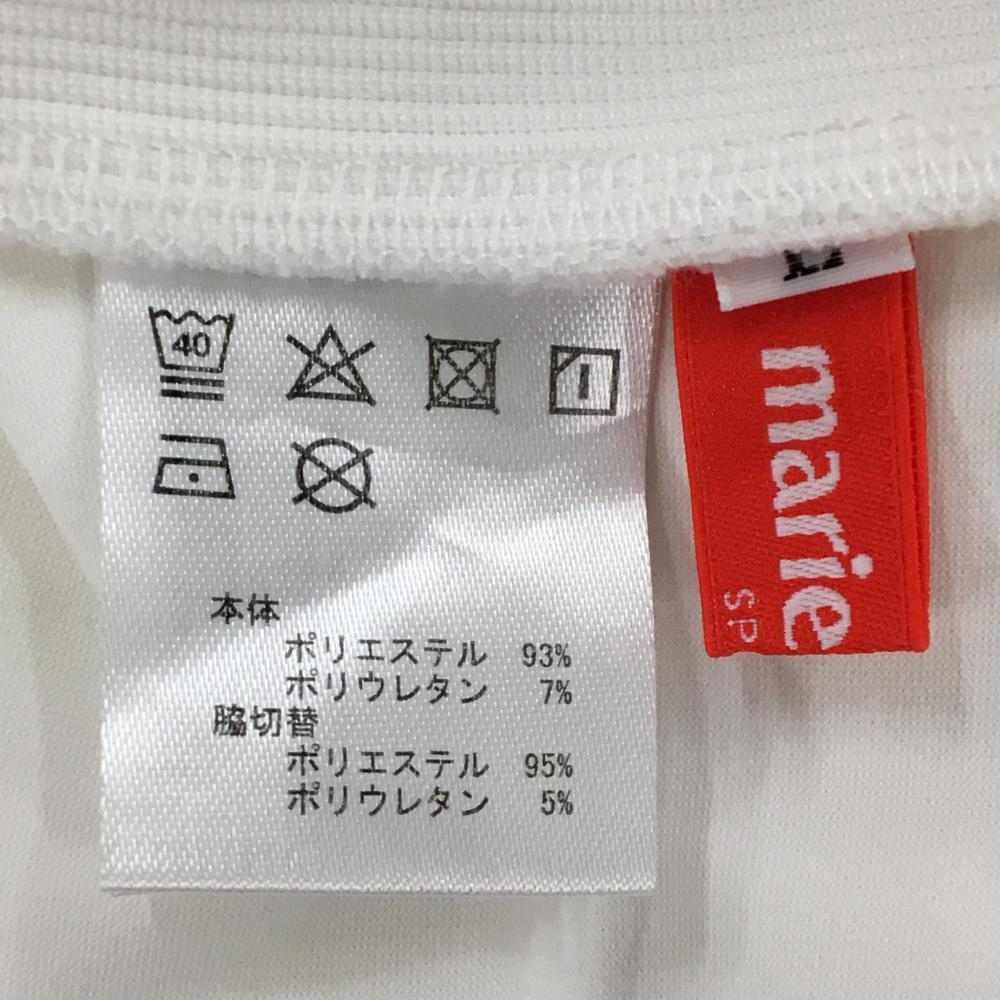 40
本体
ポリエステル 93%
ポリウレタン 7%
脇切替
ポリエステル 95%
ポリウレタン 5%
marie
SP